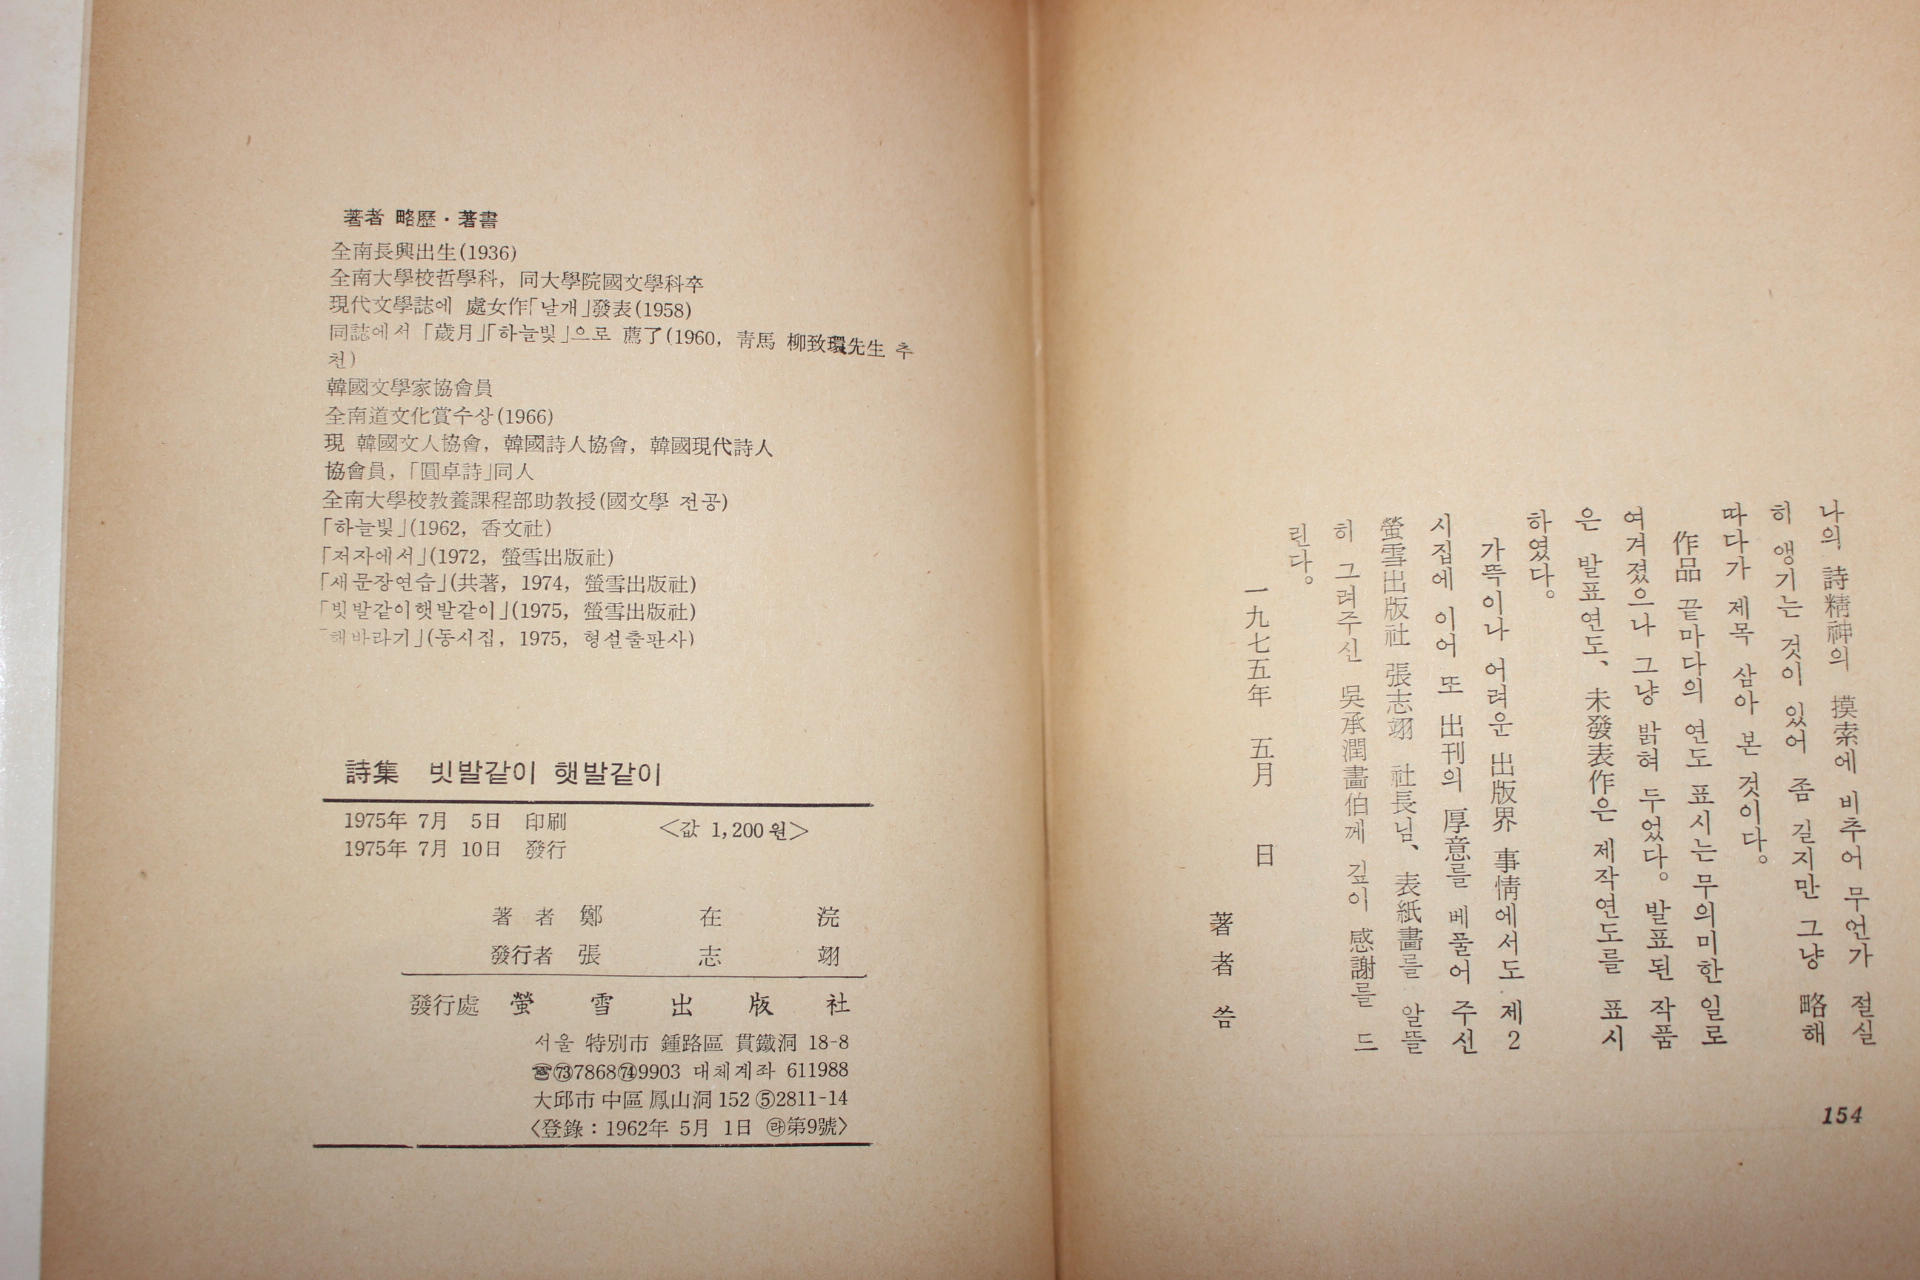 나의 詩精神의 摸索에 비추어 무언가 절실
히 앵기는 것이 있어 좀 길지만 그냥 略해
따다가 제목 삼아 본 것이다。
作品 끝마다의 연도 표시는 무의미한 일로
여겨졌으나 그냥 밝혀 두었다。발표된 작품
은 발표연도、未發表作은 제작연도를 표시
하였다。
가뜩이나 어려운 出版界 事情에서도 제2
시집에 이어 또 出刊의 厚意를 베풀어 주신
螢雪出版社 張志翊 社長님、表紙畫를 알뜰
히 그려주신 吳承潤畵伯께 깊이 感謝를 드
린다。
一九七五年 五月 日
著者 씀
154
著者 略歷·著書
全南長興出生(1936)
全南大學校哲學科, 同大學院國文學科卒
現代文學誌에 處女作「날개」發表(1958)
同誌에서 「歲月」「하늘빛」으로 薦了(1960, 靑馬 柳致環先生 추
천)
韓國文學家協會員
全南道文化賞수상(1966)
現 韓國文人協會, 韓國詩人協會, 韓國現代詩人
協會員, 「圓卓詩」同人
全南大學校敎養課程部助敎授(國文學 전공)
「하늘빛」(1962, 香文社)
「저자에서」(1972, 螢雪出版社)
「새문장연습」(共著, 1974, 螢雪出版社)
「빗발같이햇발같이」(1975, 螢雪出版社)
「해바라기」(동시집, 1975, 형설출판사)
詩集 빗발같이 햇발같이
1975年 7月 5日 印刷
<값 1,200원>
1975年 7月 10日 發行
著者 鄭在浣
發行者 張志翊
發行處 螢雪出版社
서울 特別市 鍾路區 貫鐵洞 18-8
☎㉓7868㉔9903 대체계좌 611988
大邱市 中區 鳳山洞 152 ⑤2811-14
<登錄：1962年 5月 1日 ㉱第9號>